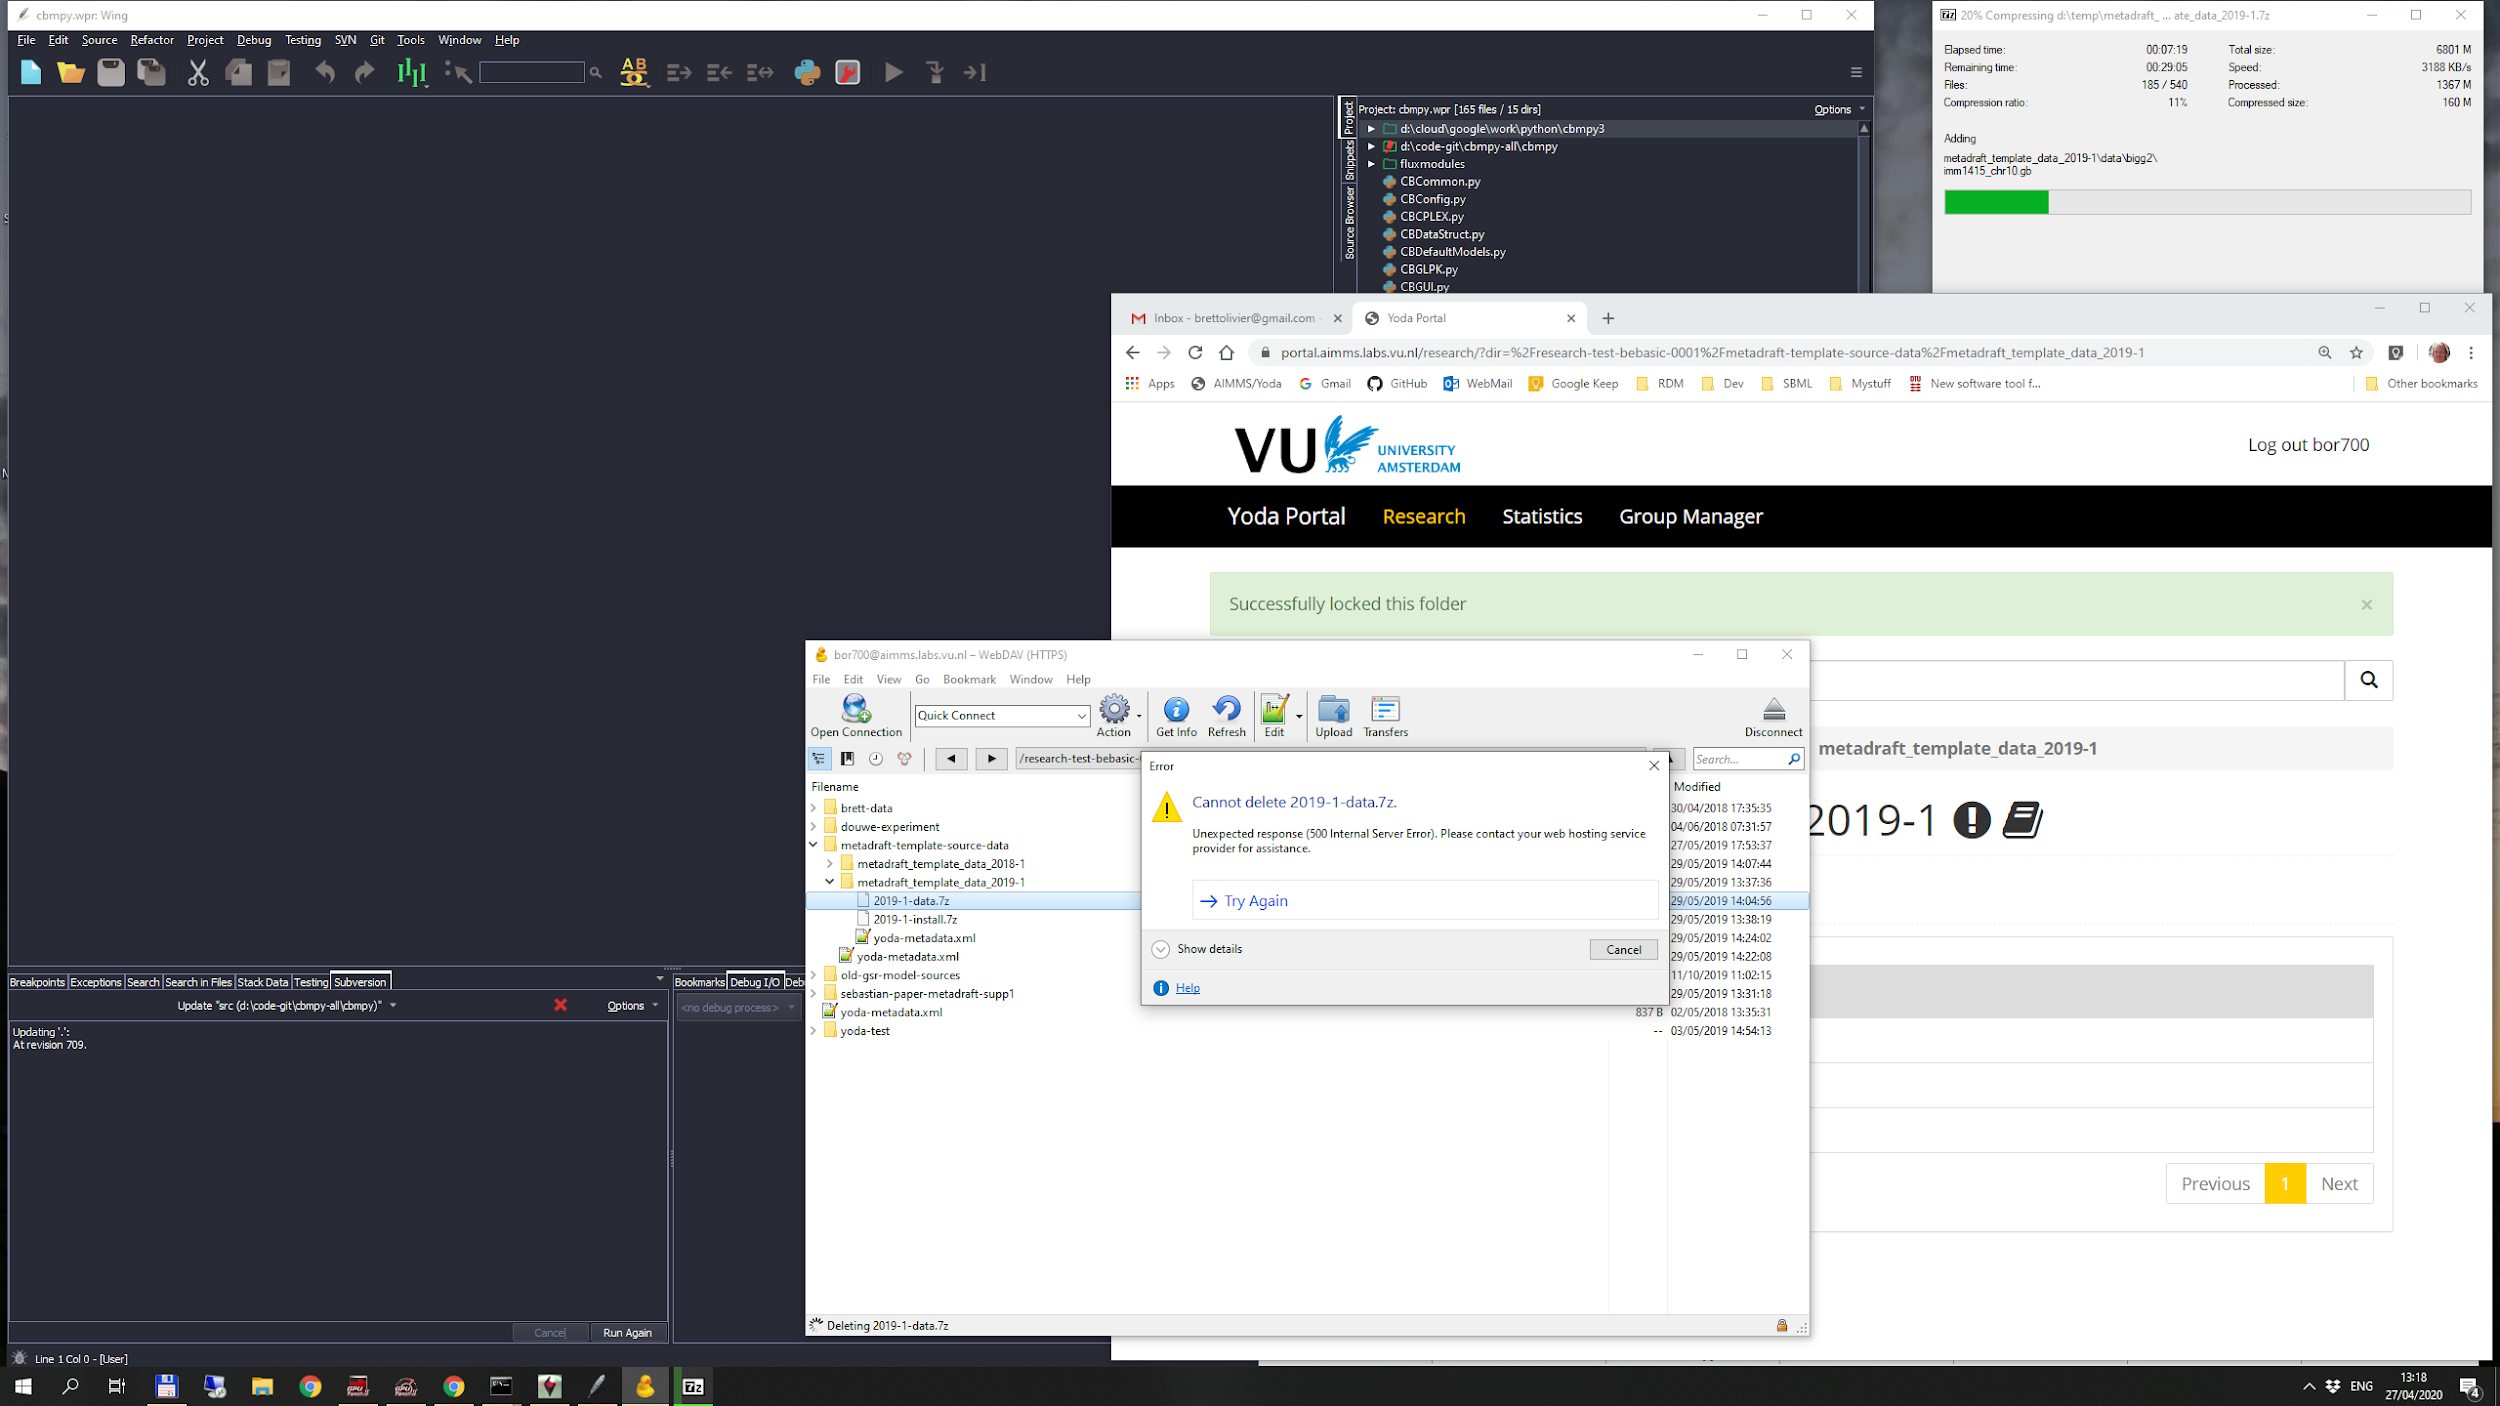 cbmpy.wpr: Wing
File Edit Source Refactor Project Debug Testing SVN Git Tools Window Help
Project: cbmpy.wpr [165 files / 15 dirs]
Options
Project
Snippets
Source Browser
d:\cloud\google\work\python\cbmpy3
d:\code-git\cbmpy-all\cbmpy
fluxmodules
CBCommon.py
CBConfig.py
CBCPLEX.py
CBDataStruct.py
CBDefaultModels.py
CBGLPK.py
CBGUI.py
20% Compressing d:\temp\metadraft_ ... ate_data_2019-1.7z
Elapsed time: 00:07:19 Total size: 6801 M
Remaining time: 00:29:05 Speed: 3188 KB/s
Files: 185 / 540 Processed: 1367 M
Compression ratio: 11% Compressed size: 160 M
Adding
metadraft_template_data_2019-1\data\bigg2\
imm1415_chr10.gb
Inbox - brettolivier@gmail.com -
Yoda Portal
portal.aimms.labs.vu.nl/research/?dir=%2Fresearch-test-bebasic-0001%2Fmetadraft-template-source-data%2Fmetadraft_template_data_2019-1
Apps AIMMS/Yoda Gmail GitHub WebMail Google Keep RDM Dev SBML Mystuff New software tool f... Other bookmarks
VU UNIVERSITY
AMSTERDAM
Log out bor700
Yoda Portal Research Statistics Group Manager
Successfully locked this folder
metadraft_template_data_2019-1
2019-1
Previous 1 Next
bor700@aimms.labs.vu.nl – WebDAV (HTTPS)
File Edit View Go Bookmark Window Help
Quick Connect
Open Connection Action Get Info Refresh Edit Upload Transfers Disconnect
/research-test-bebasic-
Search...
Filename Modified
brett-data 30/04/2018 17:35:35
douwe-experiment 04/06/2018 07:31:57
metadraft-template-source-data 27/05/2019 17:53:37
metadraft_template_data_2018-1 29/05/2019 14:07:44
metadraft_template_data_2019-1 29/05/2019 13:37:36
2019-1-data.7z 29/05/2019 14:04:56
2019-1-install.7z 29/05/2019 13:38:19
yoda-metadata.xml 29/05/2019 14:24:02
yoda-metadata.xml 29/05/2019 14:22:08
old-gsr-model-sources 11/10/2019 11:02:15
sebastian-paper-metadraft-supp1 29/05/2019 13:31:18
yoda-metadata.xml 837 B 02/05/2018 13:35:31
yoda-test -- 03/05/2019 14:54:13
Deleting 2019-1-data.7z
Error
Cannot delete 2019-1-data.7z.
Unexpected response (500 Internal Server Error). Please contact your web hosting service
provider for assistance.
Try Again
Show details
Cancel
Help
Breakpoints Exceptions Search Search in Files Stack Data Testing Subversion
Update "src (d:\code-git\cbmpy-all\cbmpy)"
Options
Updating '.':
At revision 709.
Cancel Run Again
Bookmarks Debug I/O Deb
<no debug process>
Line 1 Col 0 - [User]
ENG
13:18
27/04/2020
4